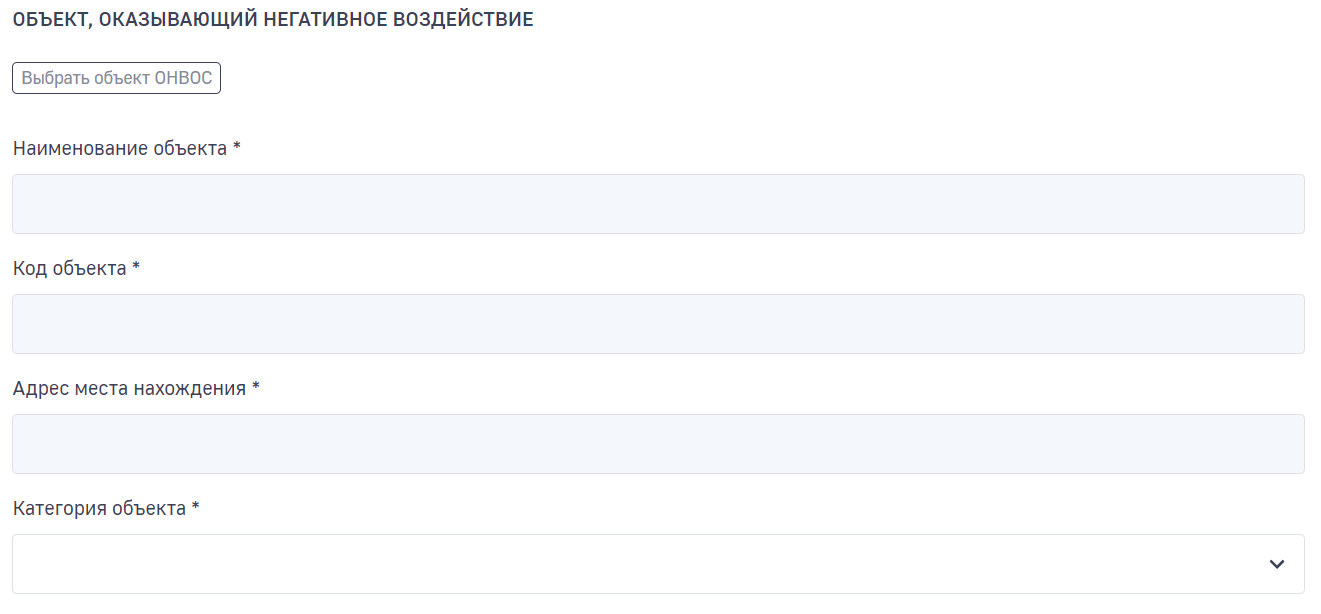 ОБЪЕКТ, ОКАЗЫВАЮЩИЙ НЕГАТИВНОЕ ВОЗДЕЙСТВИЕ
Выбрать объект ОНВОС
Наименование объекта *
Код объекта *
Адрес места нахождения *
Категория объекта *